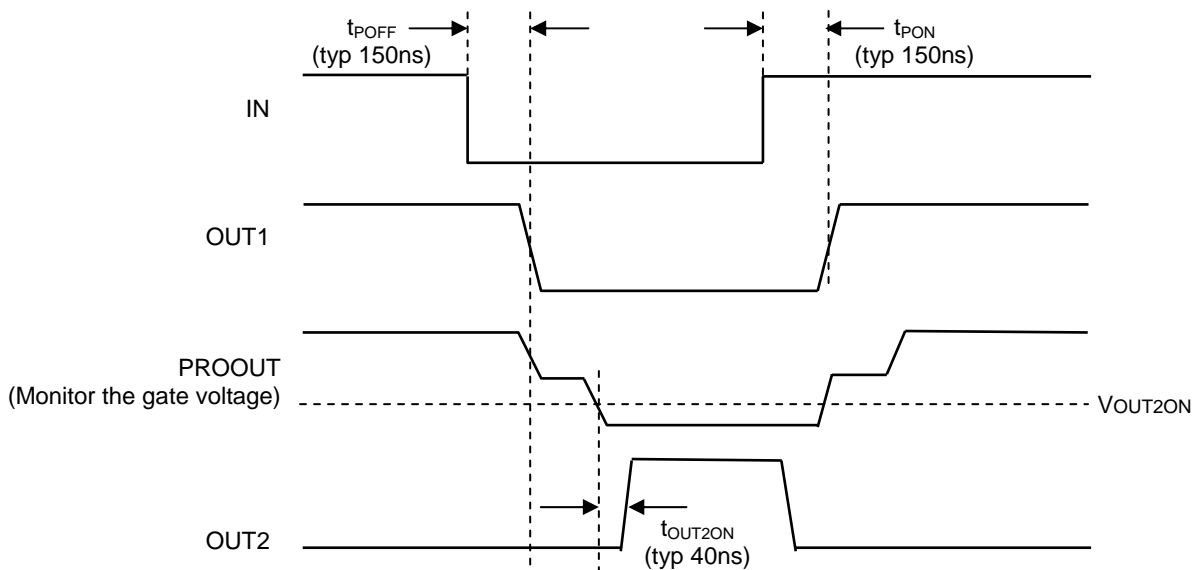 tPOFF
(typ 150ns)
tPON
(typ 150ns)
IN
OUT1
PROOUT
(Monitor the gate voltage)
VOUT2ON
OUT2
tOUT2ON
(typ 40ns)